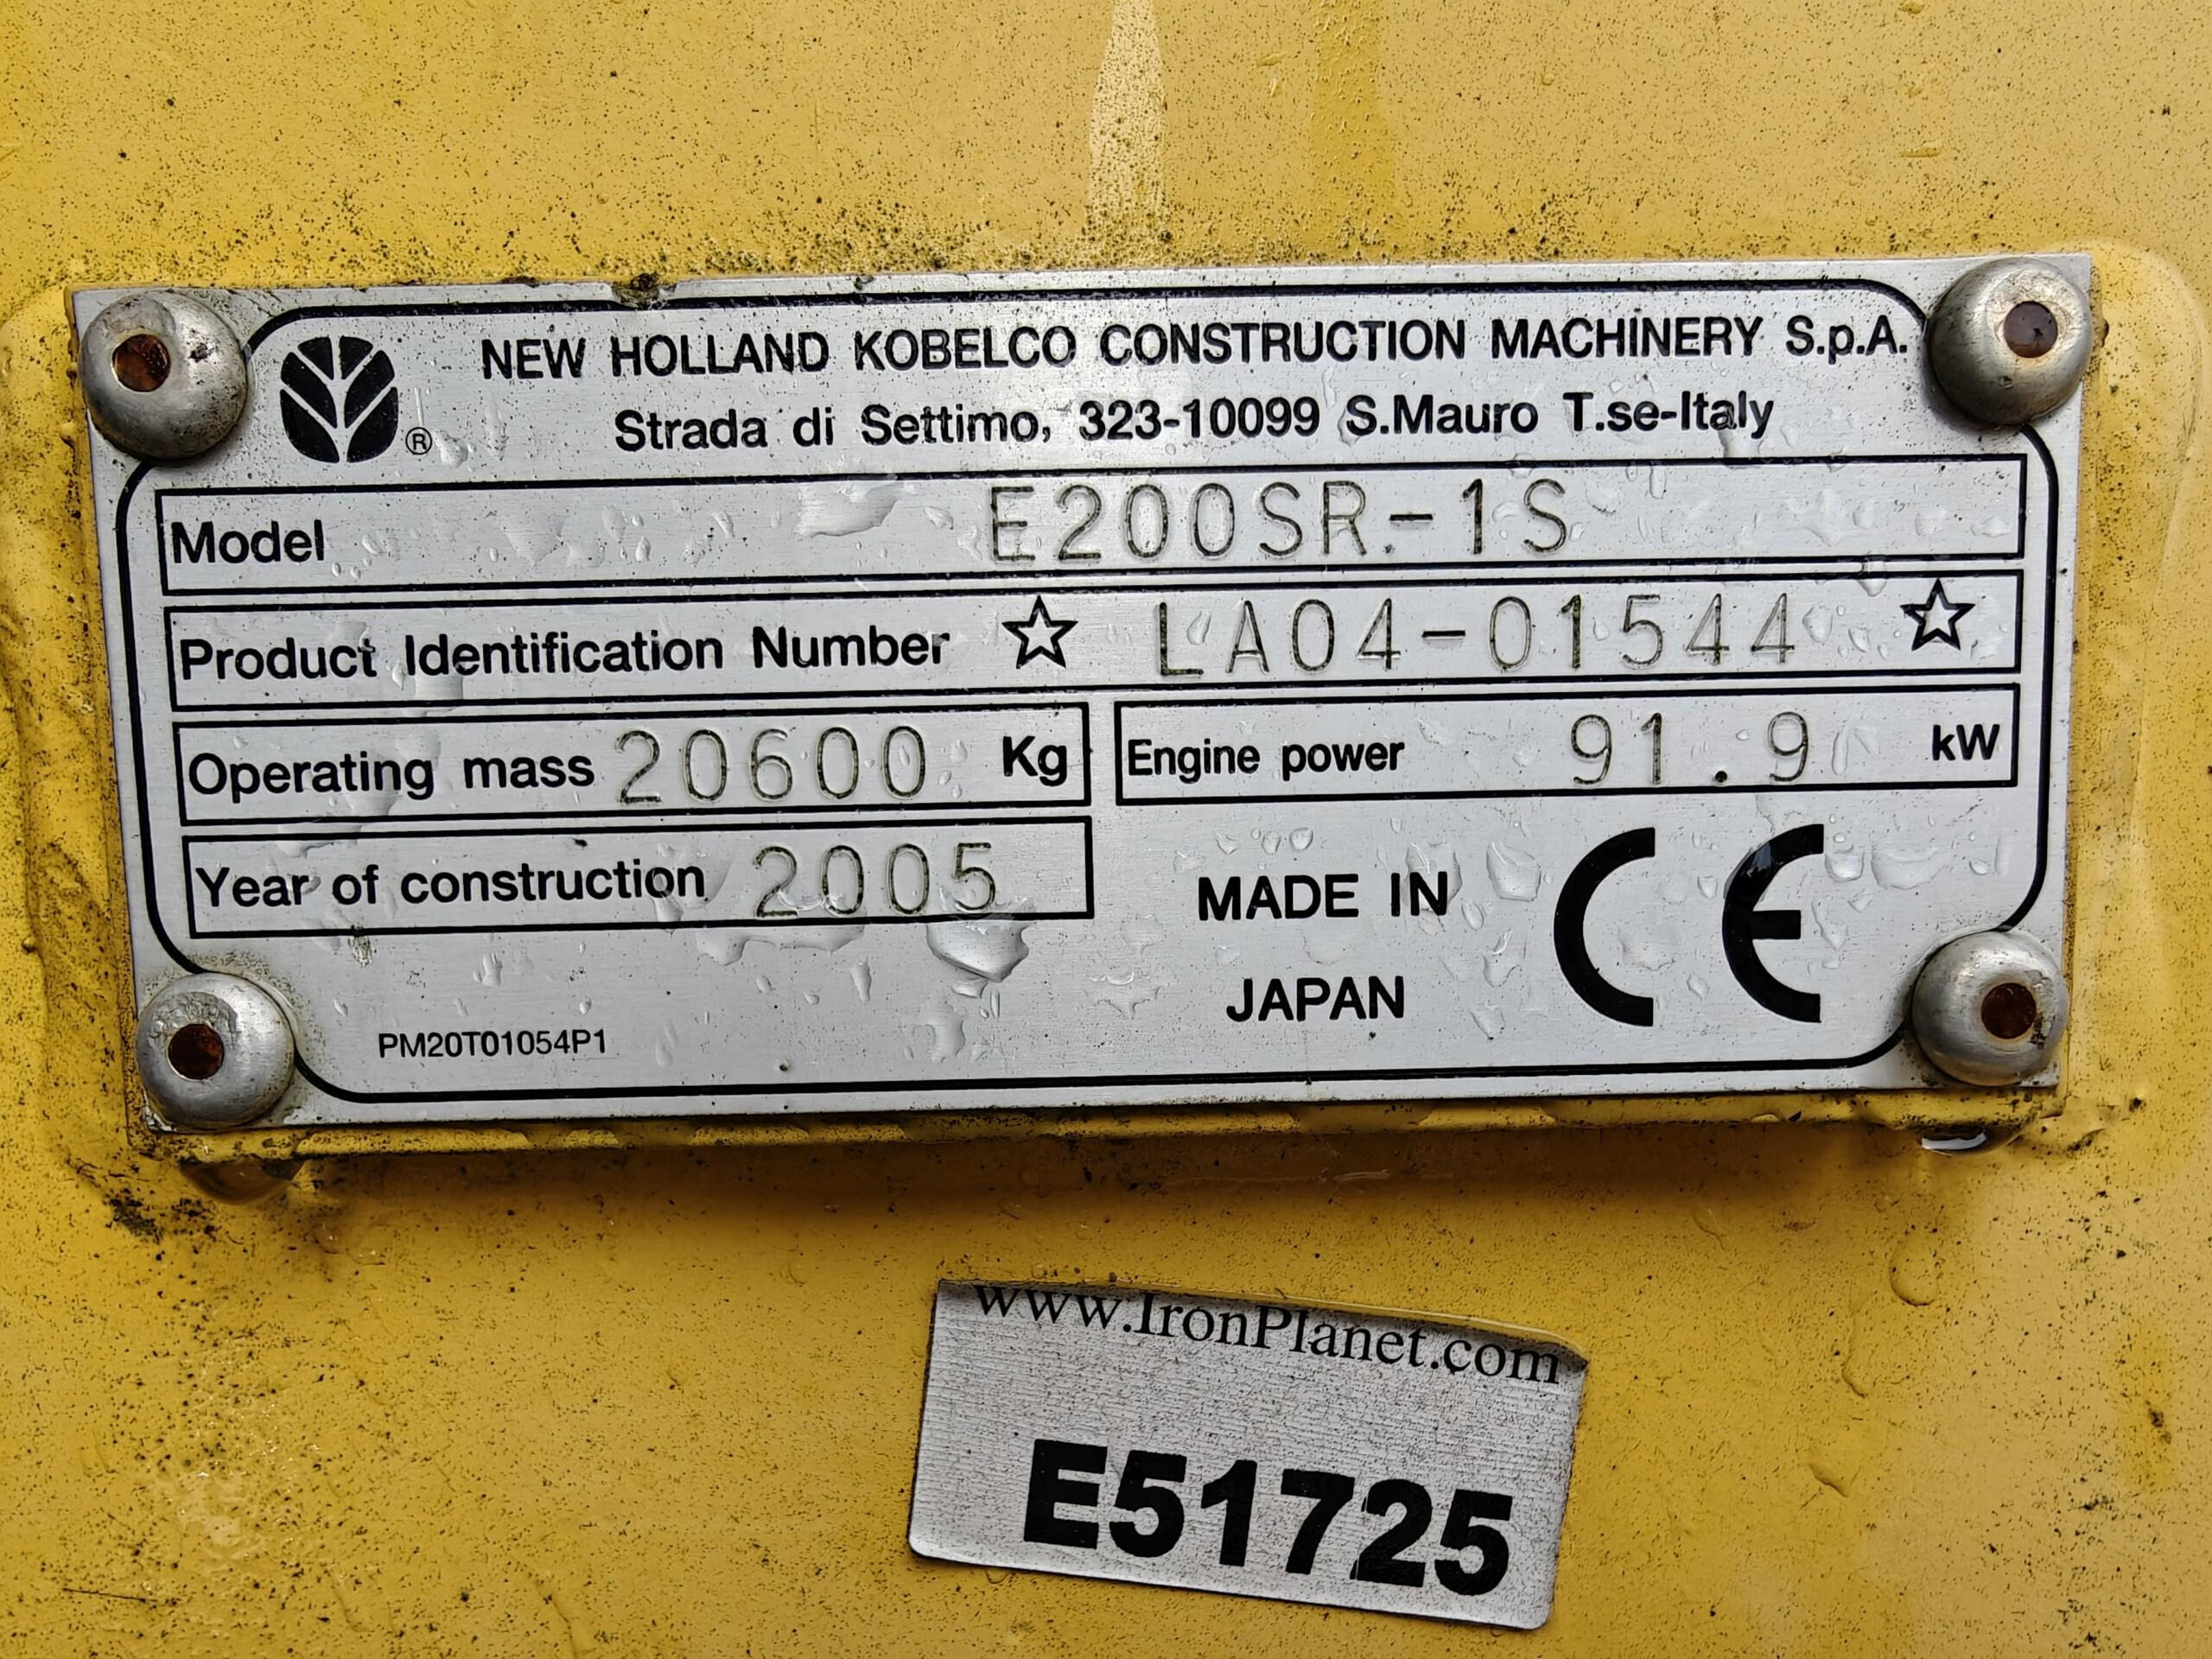 NEW HOLLAND KOBELCO CONSTRUCTION MACHINERY S.p.A.
® Strada di Settimo, 323-10099 S.Mauro T.se-Italy
Model E200SR-1S
Product Identification Number ☆ LA04-01544 ☆
Operating mass 20600 Kg Engine power 91.9 kW
Year of construction 2005
MADE IN
JAPAN
CE
PM20T01054P1
www.IronPlanet.com
E51725